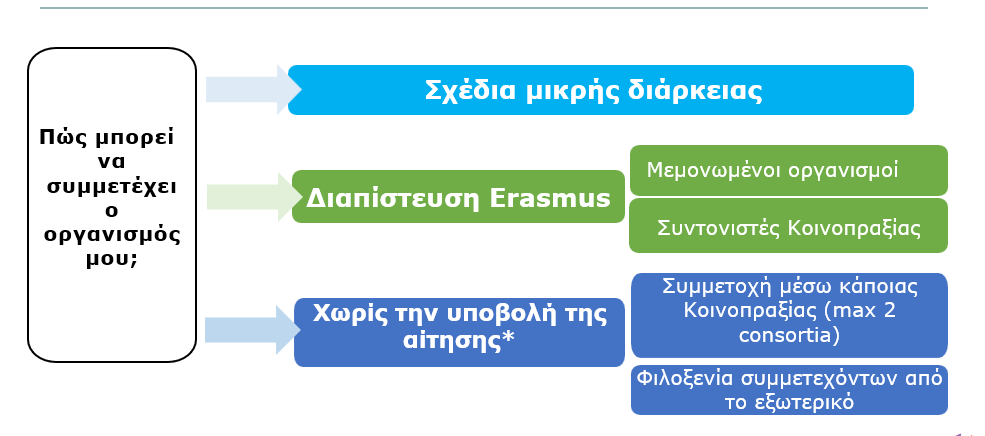 Πώς μπορεί
να
συμμετέχει
ο
οργανισμός
μου;
Σχέδια μικρής διάρκειας
Διαπίστευση Erasmus
Μεμονωμένοι οργανισμοί
Συντονιστές Κοινοπραξίας
Χωρίς την υποβολή της
αίτησης*
Συμμετοχή μέσω κάποιας
Κοινοπραξίας (max 2
consortia)
Φιλοξενία συμμετεχόντων από
το εξωτερικό